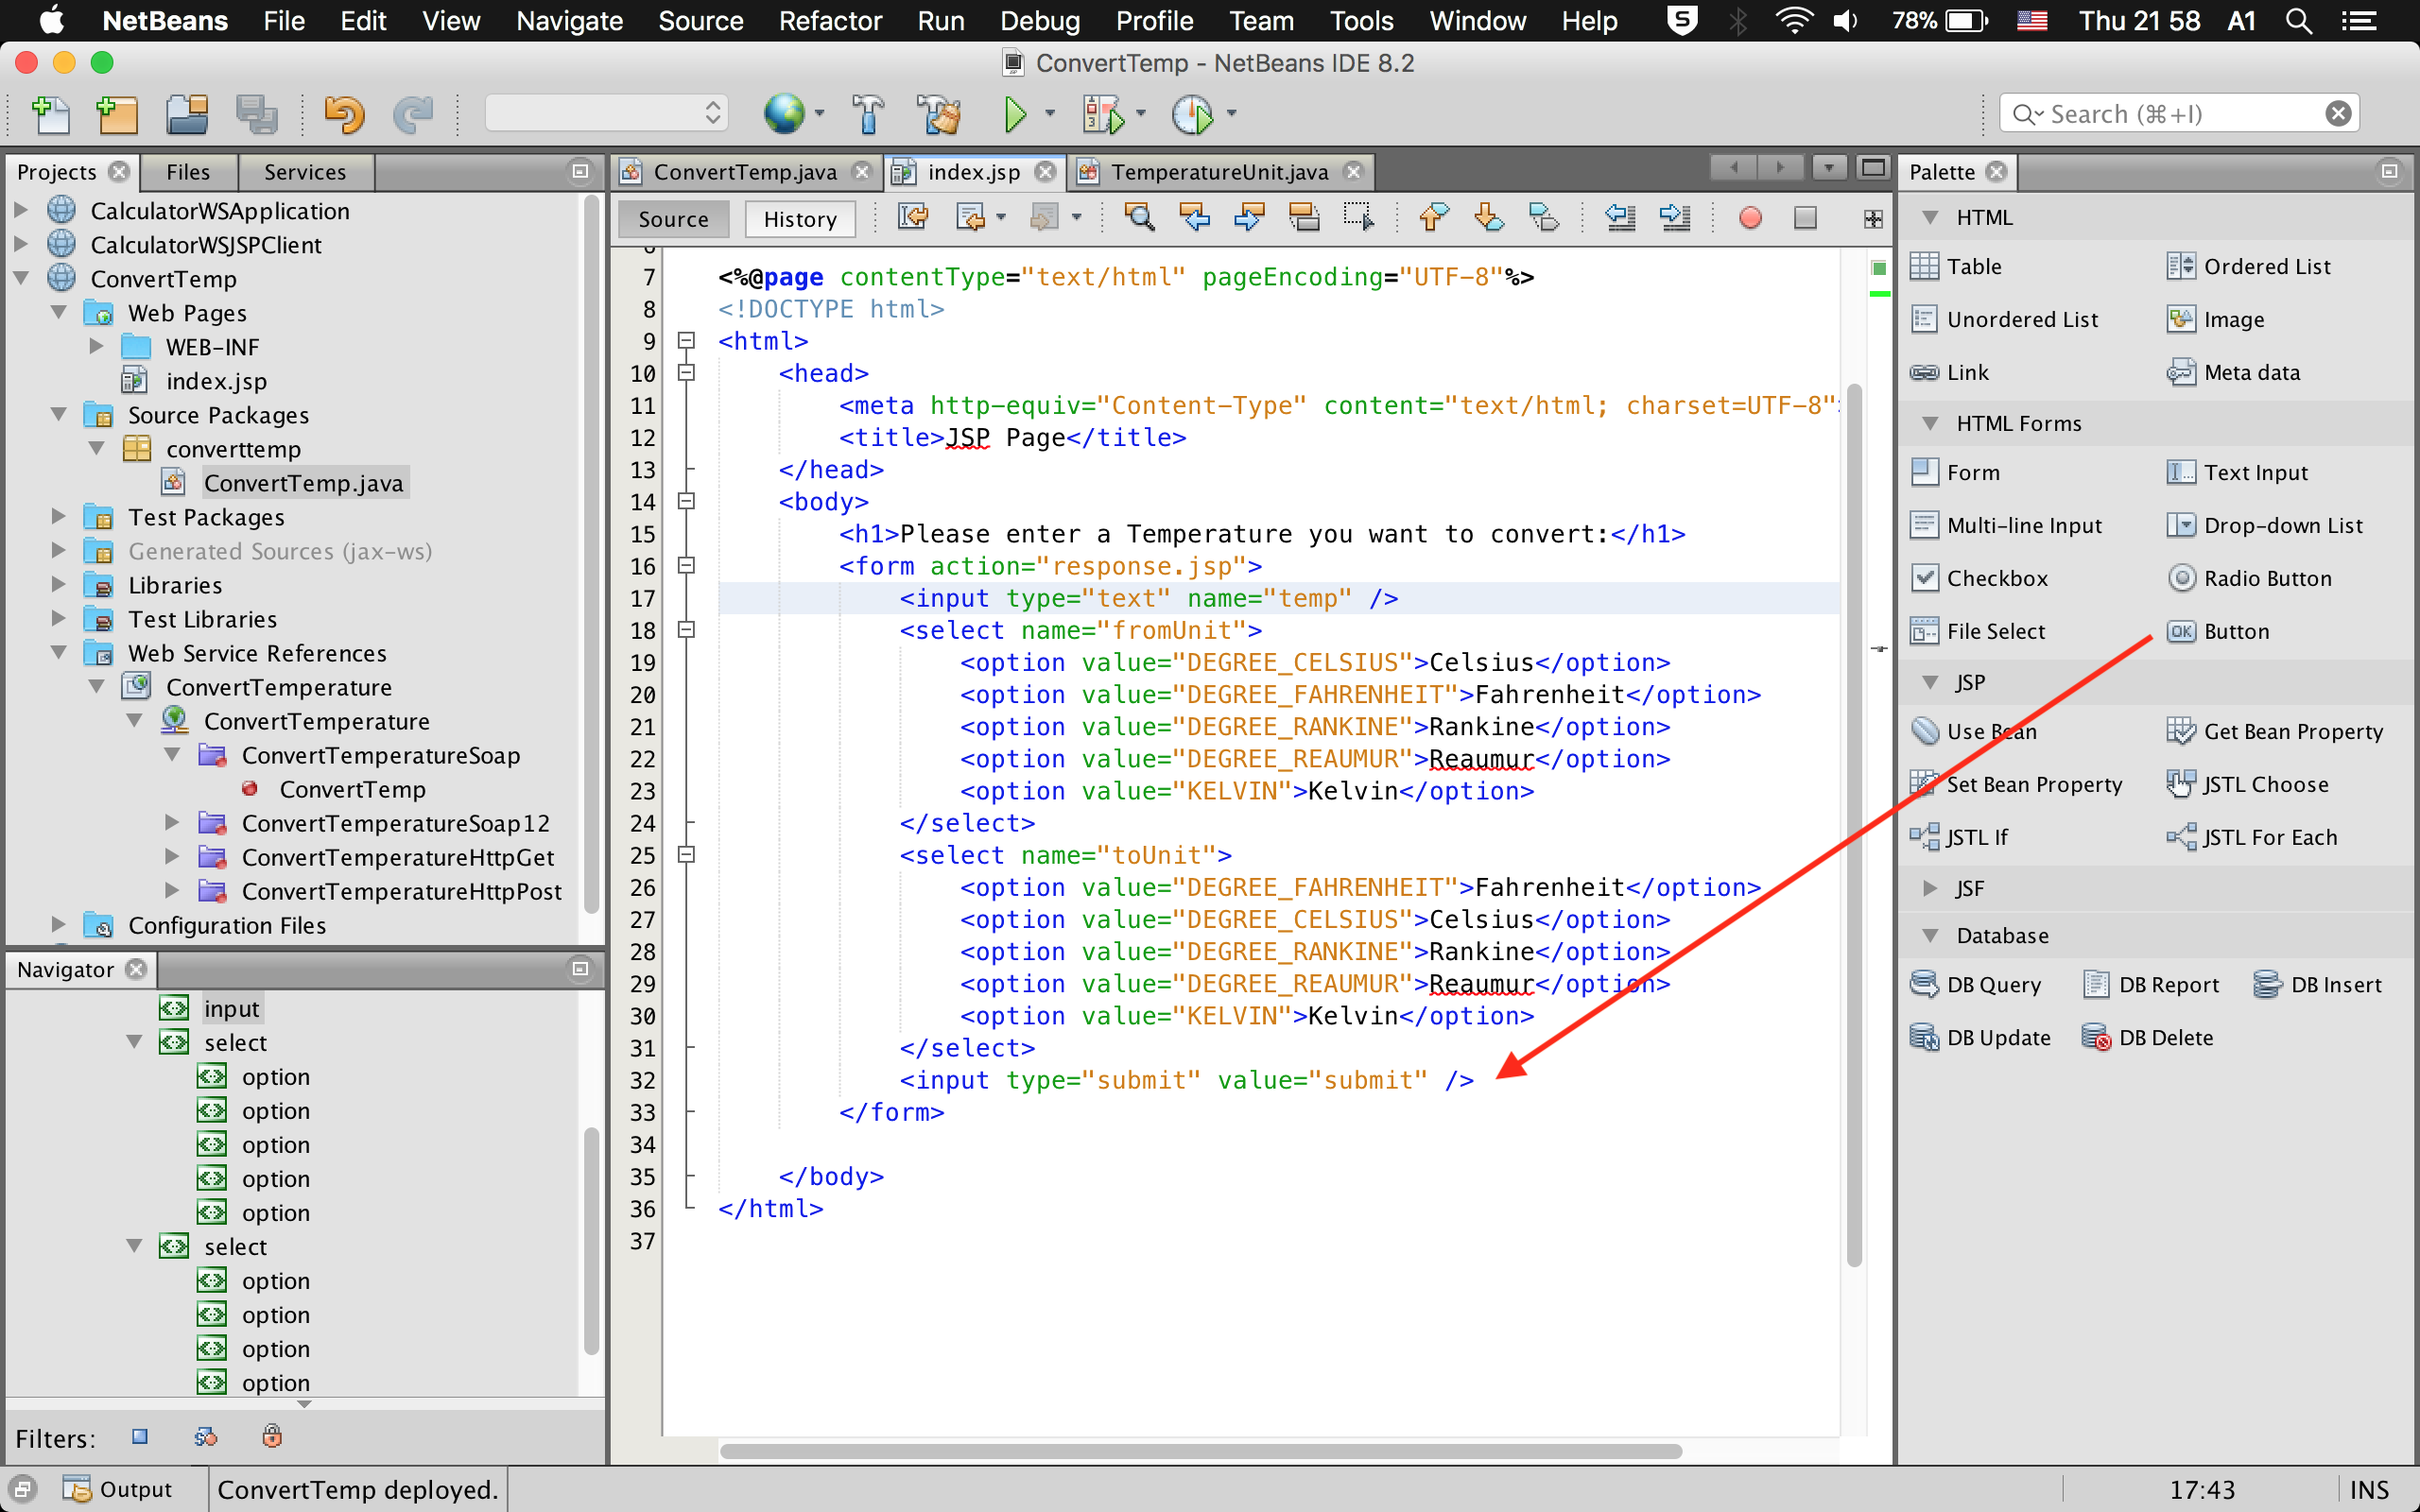 NetBeans File Edit View Navigate Source Refactor Run Debug Profile Team Tools Window Help 78% Thu 21 58 A1
ConvertTemp - NetBeans IDE 8.2
Search (⌘+I)
Projects Files Services
CalculatorWSApplication
CalculatorWSJSPClient
ConvertTemp
Web Pages
WEB-INF
index.jsp
Source Packages
converttemp
ConvertTemp.java
Test Packages
Generated Sources (jax-ws)
Libraries
Test Libraries
Web Service References
ConvertTemperature
ConvertTemperature
ConvertTemperatureSoap
ConvertTemp
ConvertTemperatureSoap12
ConvertTemperatureHttpGet
ConvertTemperatureHttpPost
Configuration Files
Navigator
input
select
option
option
option
option
option
select
option
option
option
option
Filters:
ConvertTemp.java index.jsp TemperatureUnit.java
Source History
7 <%@page contentType="text/html" pageEncoding="UTF-8"%>
8 <!DOCTYPE html>
9 <html>
10 <head>
11 <meta http-equiv="Content-Type" content="text/html; charset=UTF-8"
12 <title>JSP Page</title>
13 </head>
14 <body>
15 <h1>Please enter a Temperature you want to convert:</h1>
16 <form action="response.jsp">
17 <input type="text" name="temp" />
18 <select name="fromUnit">
19 <option value="DEGREE_CELSIUS">Celsius</option>
20 <option value="DEGREE_FAHRENHEIT">Fahrenheit</option>
21 <option value="DEGREE_RANKINE">Rankine</option>
22 <option value="DEGREE_REAUMUR">Reaumur</option>
23 <option value="KELVIN">Kelvin</option>
24 </select>
25 <select name="toUnit">
26 <option value="DEGREE_FAHRENHEIT">Fahrenheit</option>
27 <option value="DEGREE_CELSIUS">Celsius</option>
28 <option value="DEGREE_RANKINE">Rankine</option>
29 <option value="DEGREE_REAUMUR">Reaumur</option>
30 <option value="KELVIN">Kelvin</option>
31 </select>
32 <input type="submit" value="submit" />
33 </form>
34
35 </body>
36 </html>
37
Palette
HTML
Table Ordered List
Unordered List Image
Link Meta data
HTML Forms
Form Text Input
Multi-line Input Drop-down List
Checkbox Radio Button
File Select OK Button
JSP
Use Bean Get Bean Property
Set Bean Property JSTL Choose
JSTL If JSTL For Each
JSF
Database
DB Query DB Report DB Insert
DB Update DB Delete
Output ConvertTemp deployed. 17:43 INS